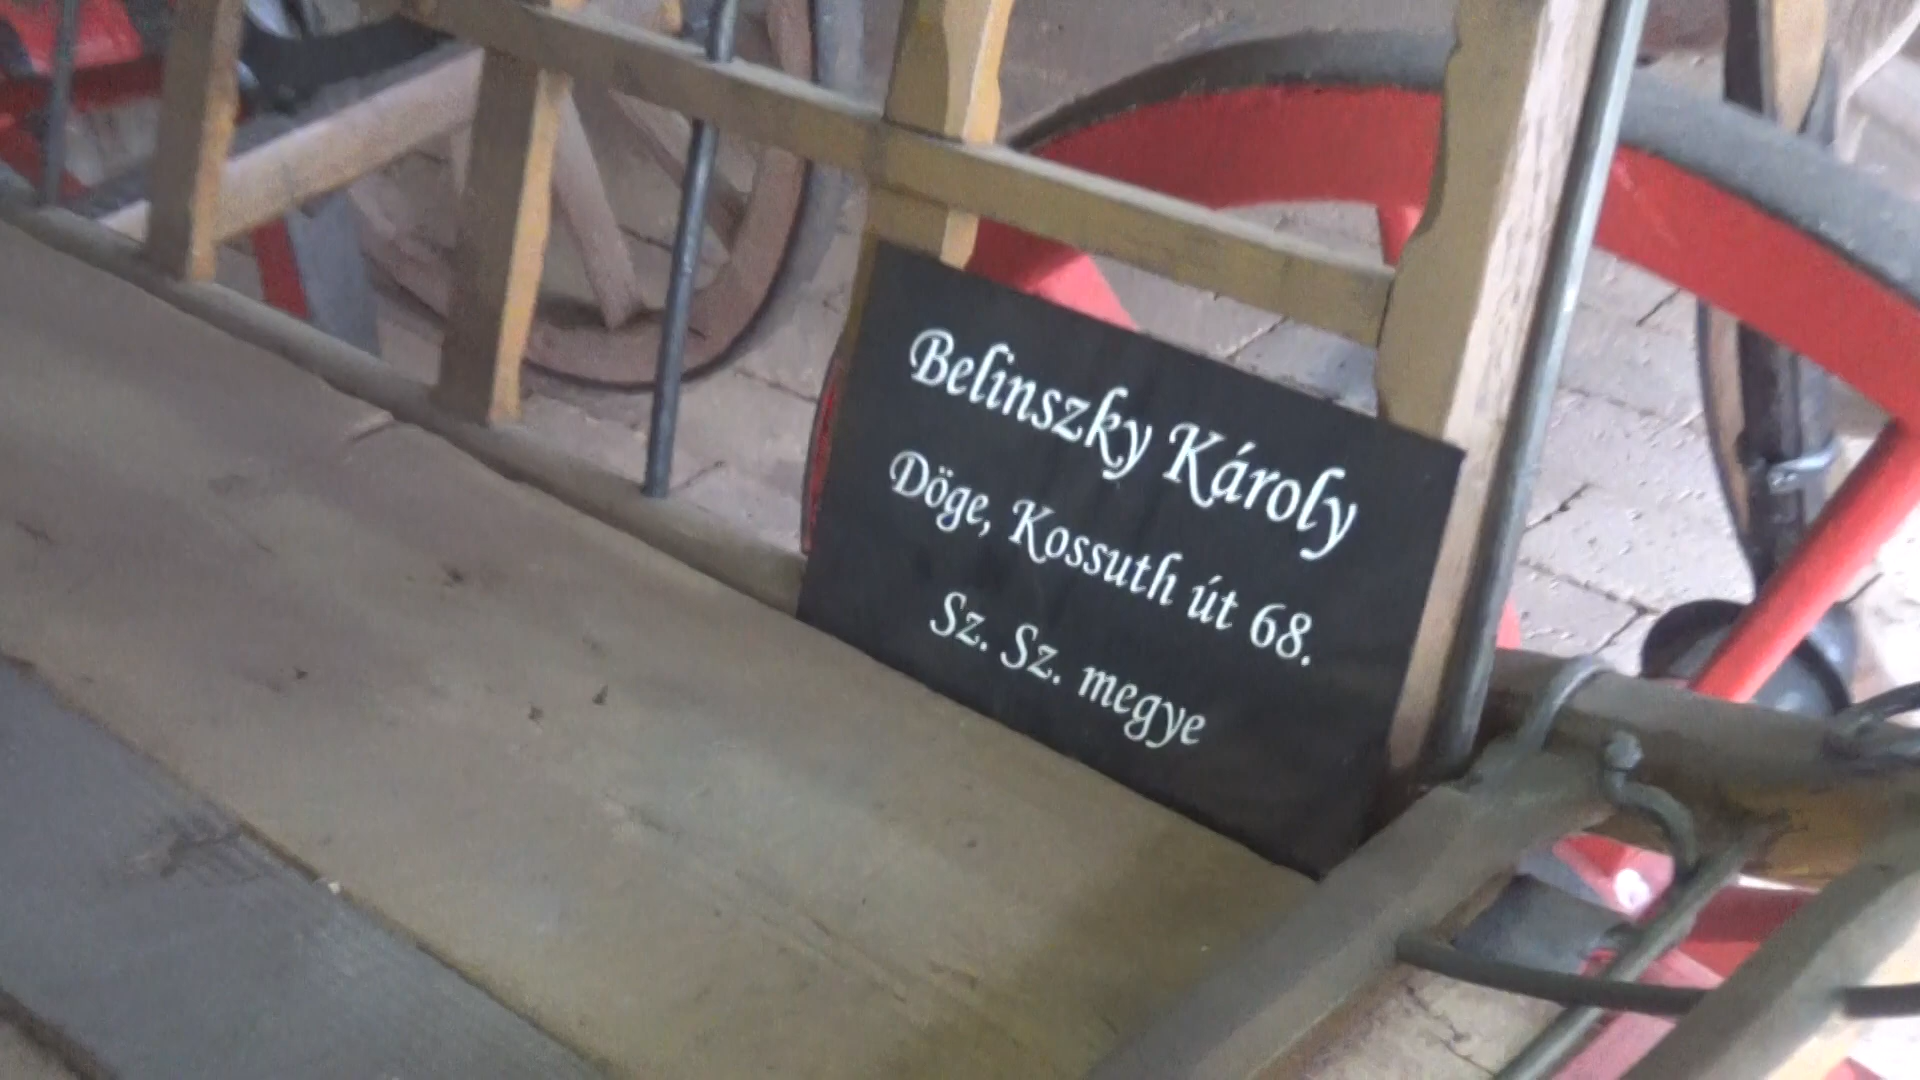 Belinszky Károly
Döge, Kossuth út 68.
Sz. Sz. megye